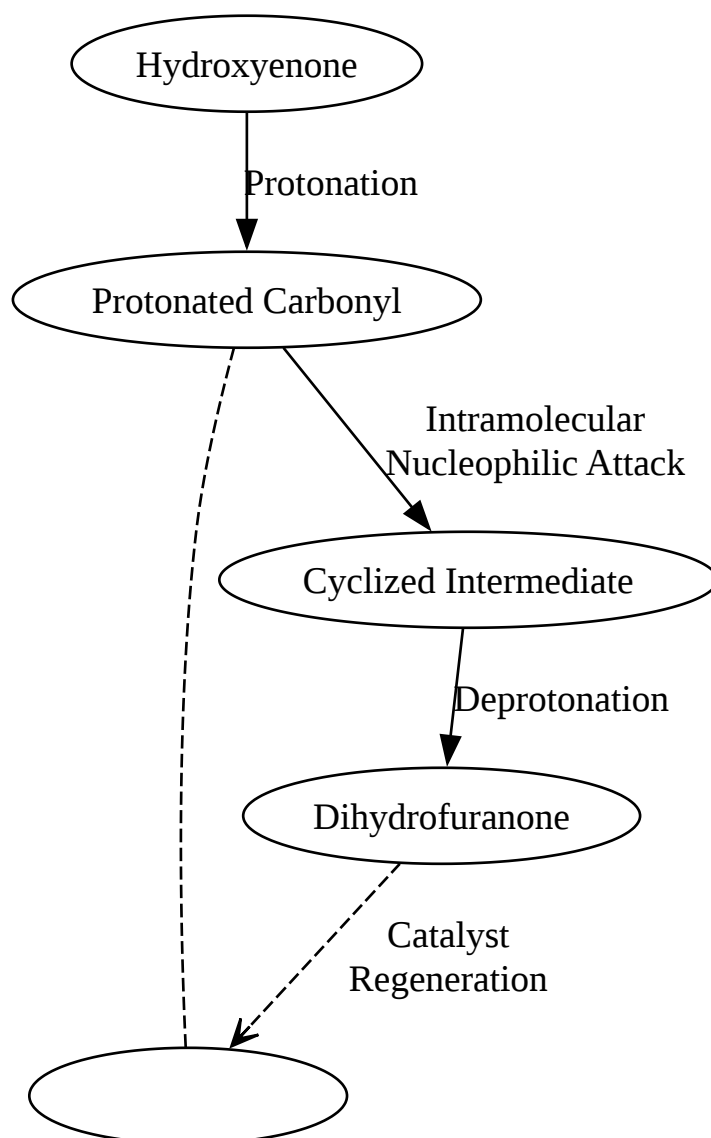 Hydroxyenone
Protonation
Protonated Carbonyl
Intramolecular
Nucleophilic Attack
Cyclized Intermediate
Deprotonation
Dihydrofuranone
Catalyst
Regeneration